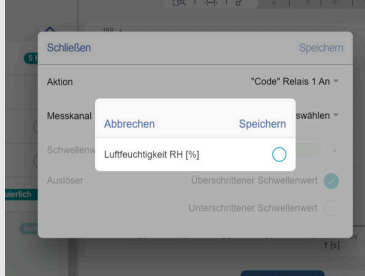 Schließen Speichern
Aktion "Code" Relais 1 An
Messkanal swählen
Abbrechen Speichern
Luftfeuchtigkeit RH [%]
Schwellenw
Auslöser Überschrittener Schwellenwert
Unterschrittener Schwellenwert
t [s]